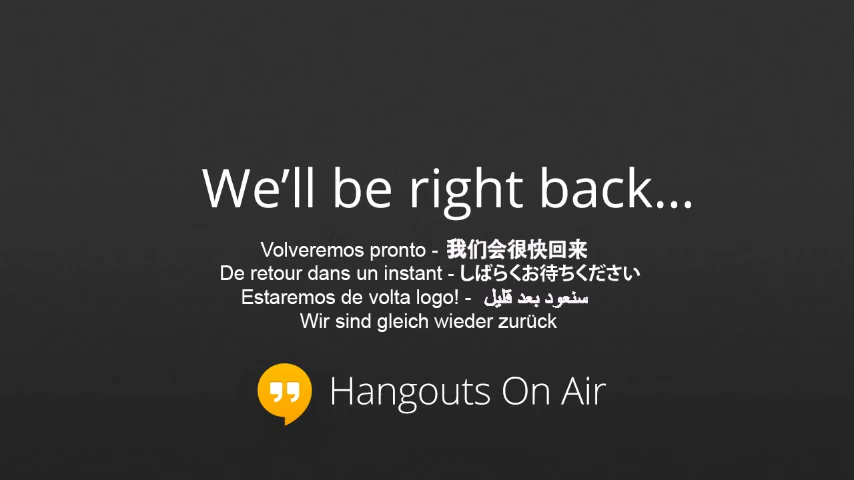 We'll be right back...
Volveremos pronto - 我们会很快回来
De retour dans un instant - しばらくお待ちください
Estaremos de volta logo! - سنعود بعد قليل
Wir sind gleich wieder zurück
Hangouts On Air